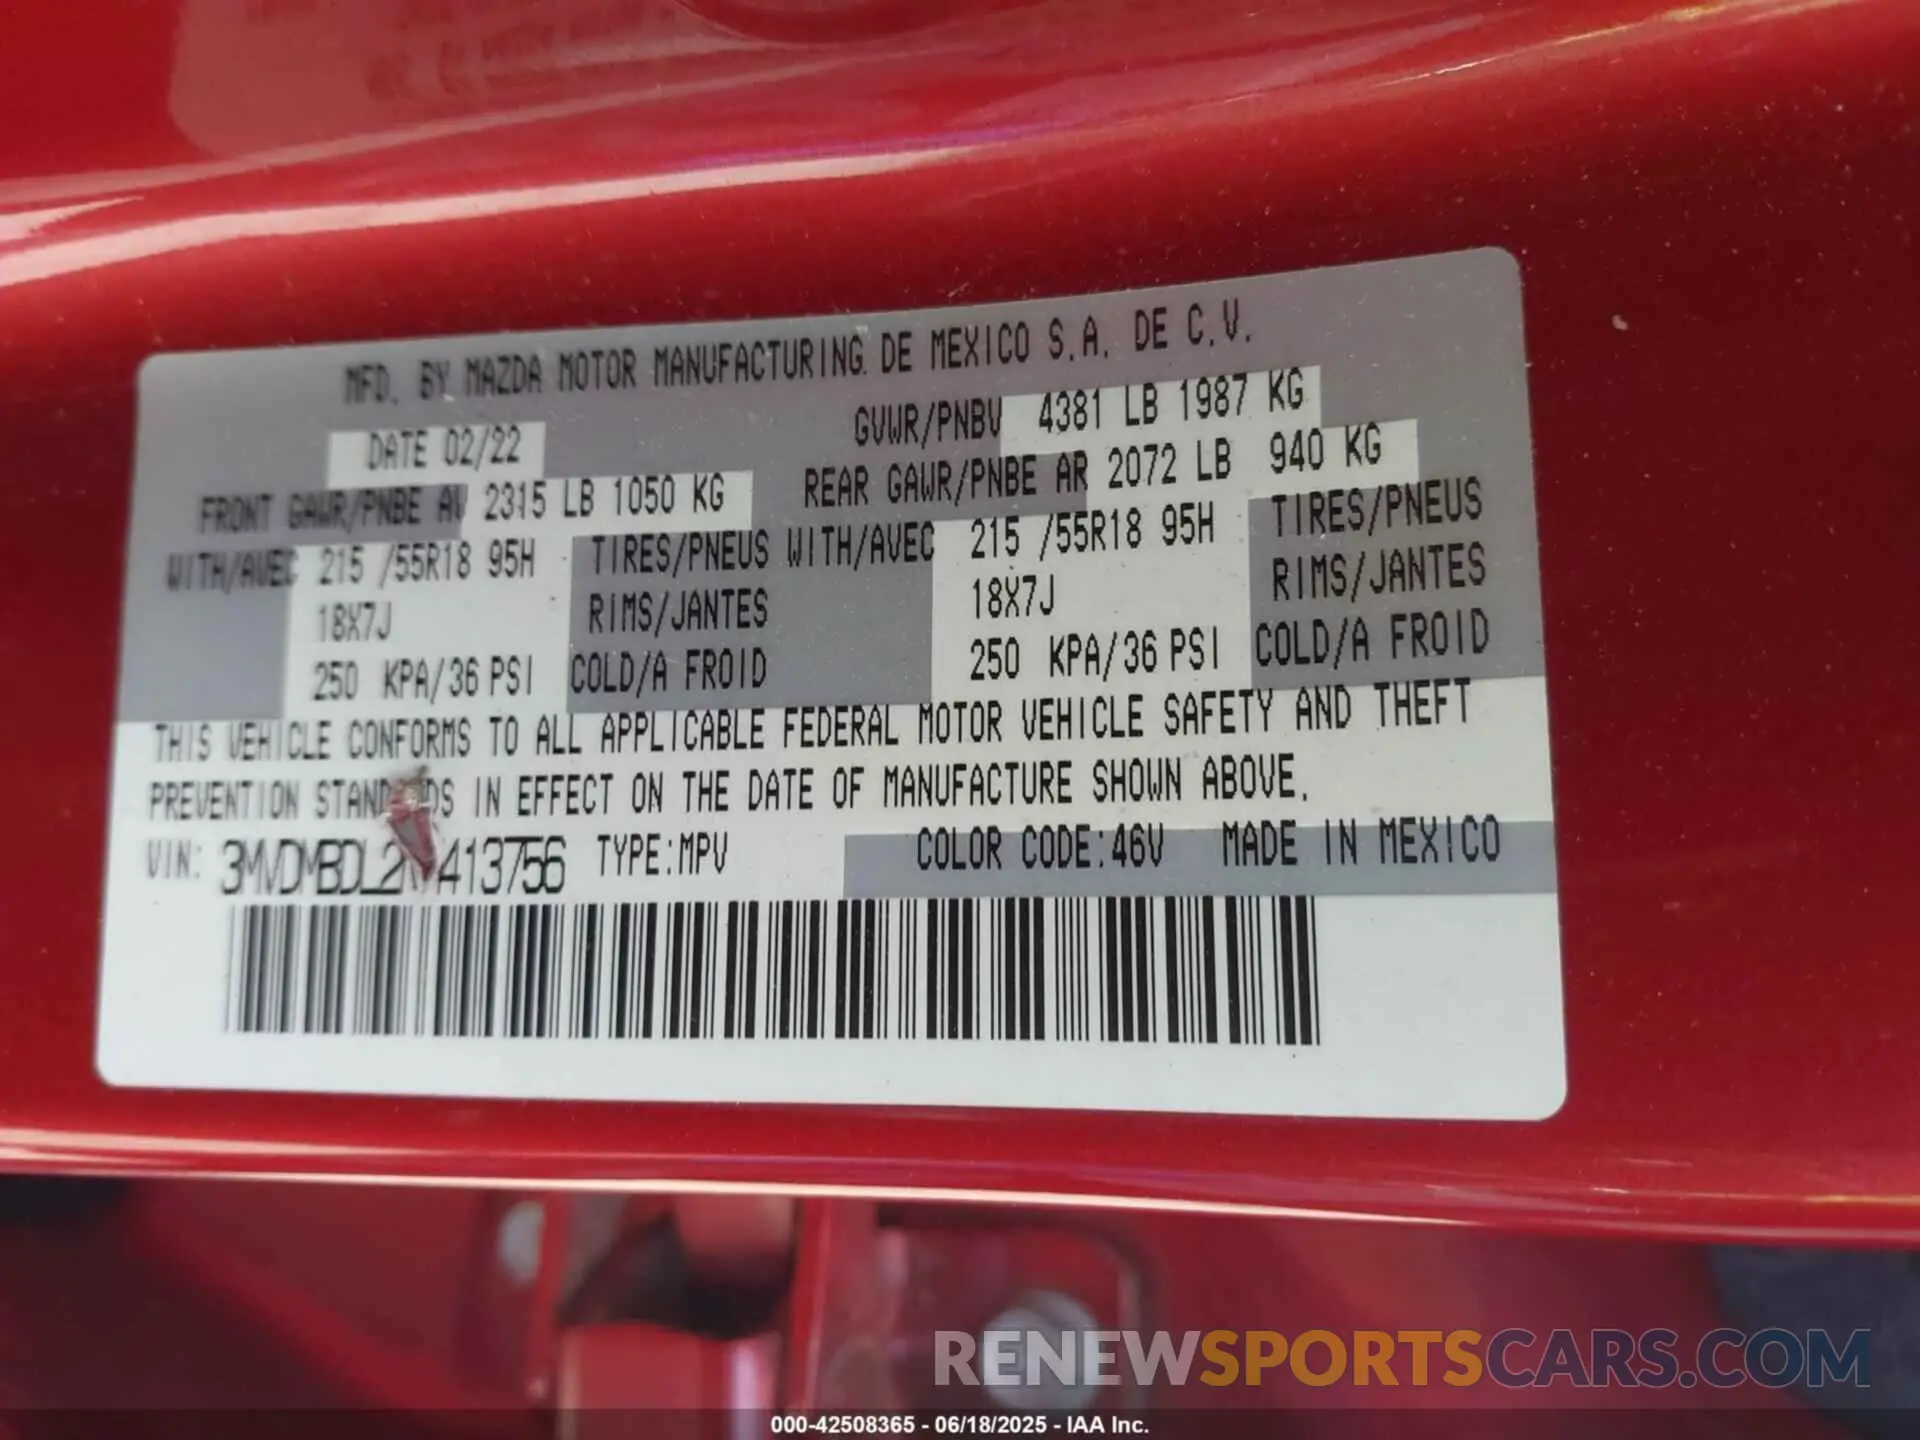 MFD. BY MAZDA MOTOR MANUFACTURING DE MEXICO S.A. DE C.V.
DATE 02/22 GVWR/PNBV 4381 LB 1987 KG
FRONT GAWR/PNBE AV 2315 LB 1050 KG REAR GAWR/PNBE AR 2072 LB 940 KG
WITH/AVEC 215 /55R18 95H TIRES/PNEUS WITH/AVEC 215 /55R18 95H TIRES/PNEUS
18X7J RIMS/JANTES 18X7J RIMS/JANTES
250 KPA/36 PSI COLD/A FROID 250 KPA/36 PSI COLD/A FROID
THIS VEHICLE CONFORMS TO ALL APPLICABLE FEDERAL MOTOR VEHICLE SAFETY AND THEFT
PREVENTION IN EFFECT ON THE DATE OF MANUFACTURE SHOWN ABOVE.
VIN: TYPE:MPV COLOR CODE:46V MADE IN MEXICO
RENEWSPORTSCARS.COM
000-42508365 - 06/18/2025 - IAA Inc.